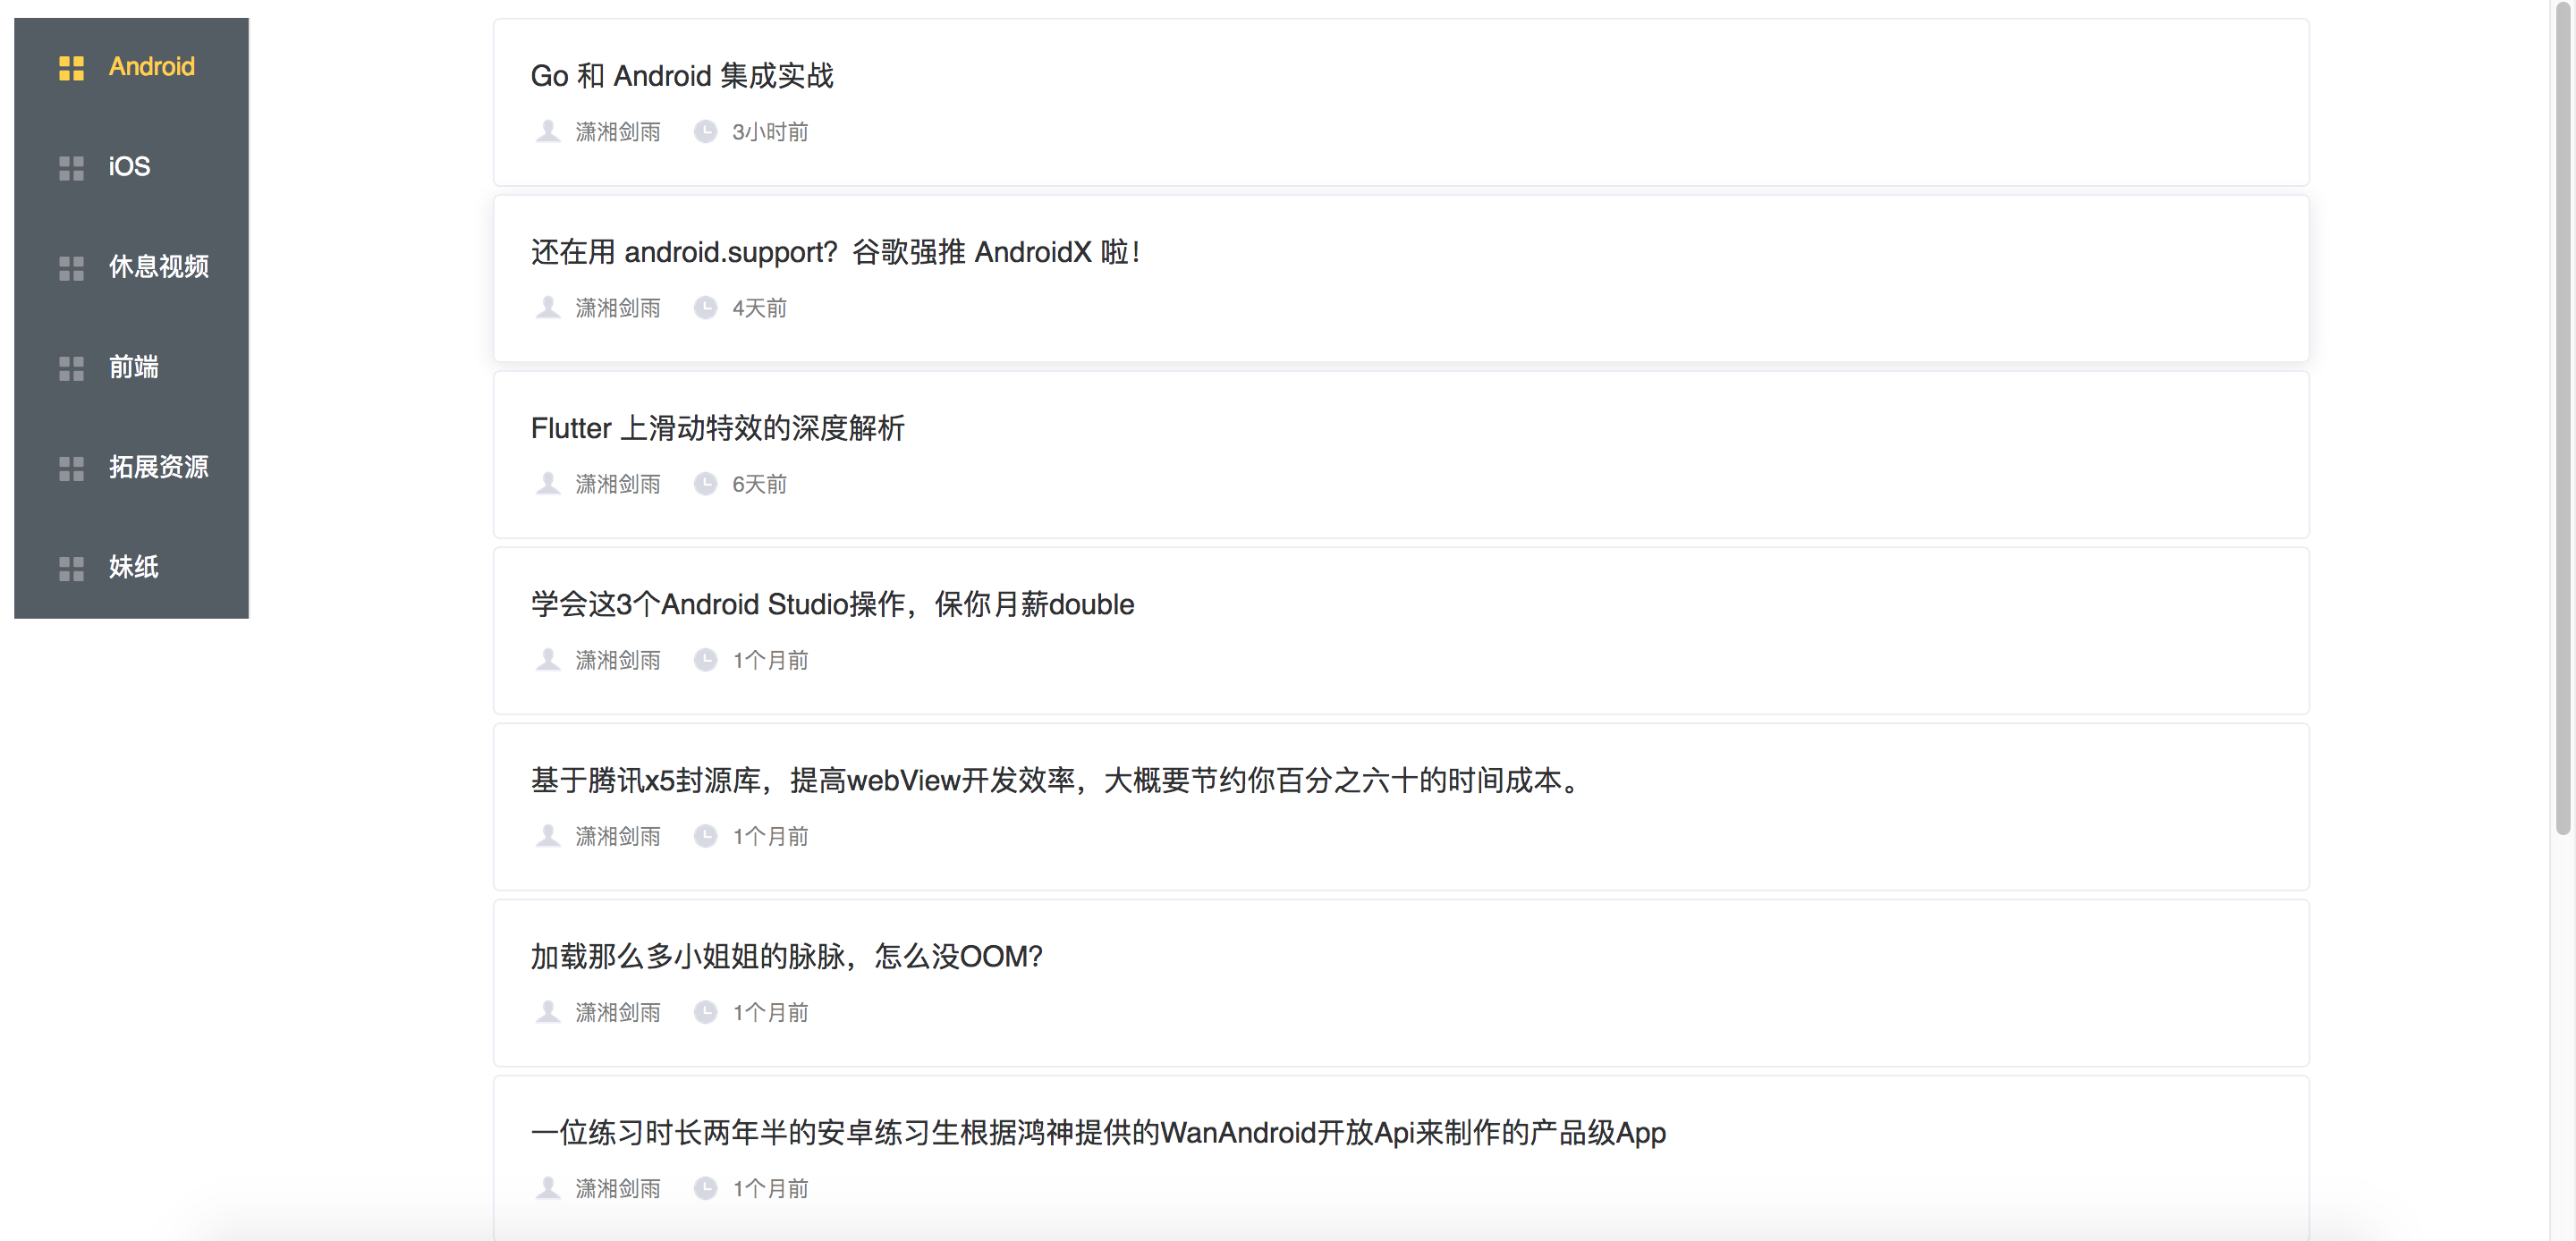 Android
iOS
休息视频
前端
拓展资源
妹纸
Go 和 Android 集成实战
潇湘剑雨 3小时前
还在用 android.support？谷歌强推 AndroidX 啦！
潇湘剑雨 4天前
Flutter 上滑动特效的深度解析
潇湘剑雨 6天前
学会这3个Android Studio操作，保你月薪double
潇湘剑雨 1个月前
基于腾讯x5封源库，提高webView开发效率，大概要节约你百分之六十的时间成本。
潇湘剑雨 1个月前
加载那么多小姐姐的脉脉，怎么没OOM?
潇湘剑雨 1个月前
一位练习时长两年半的安卓练习生根据鸿神提供的WanAndroid开放Api来制作的产品级App
潇湘剑雨 1个月前